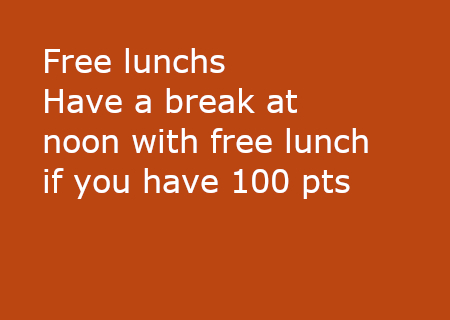 Free lunchs
Have a break at
noon with free lunch
if you have 100 pts